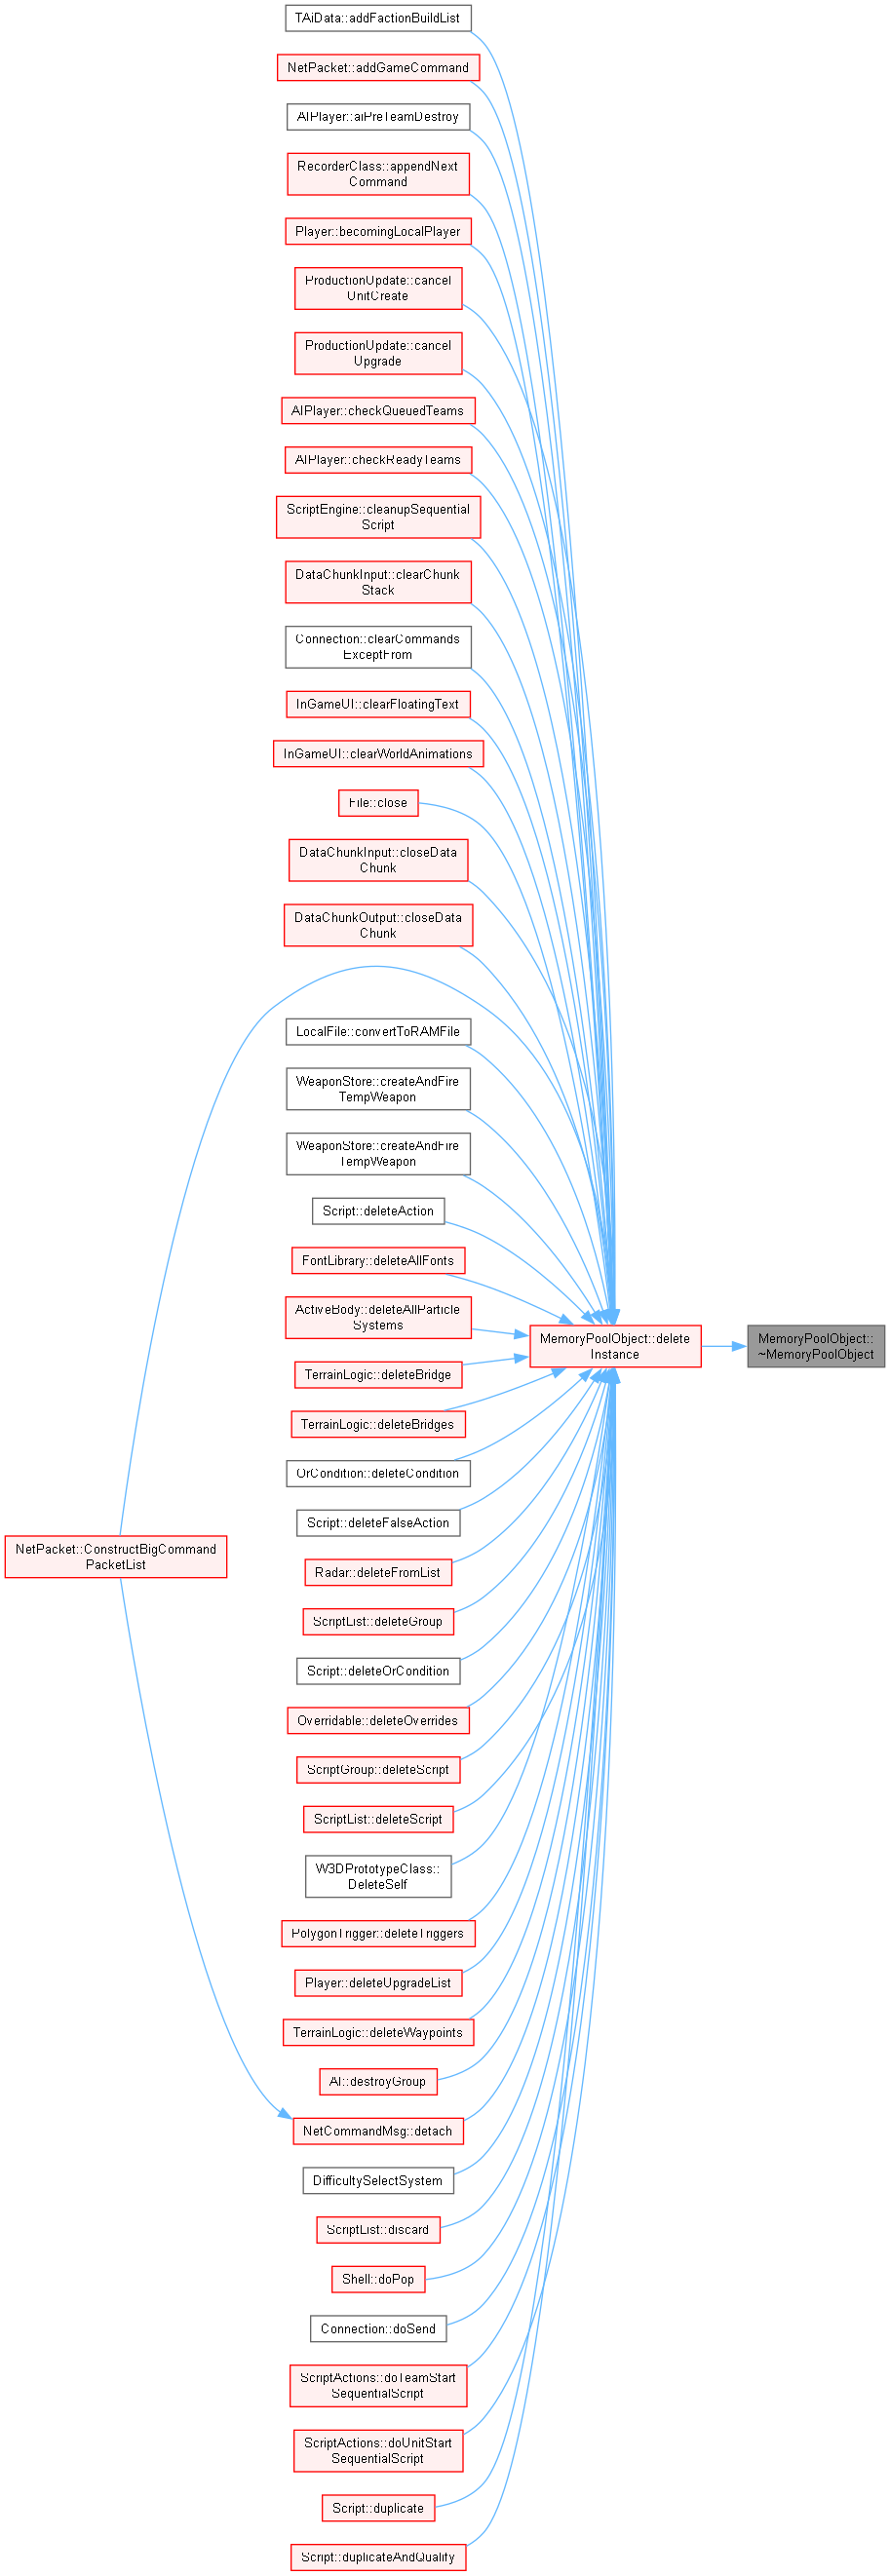 TAiData::addFactionBuildList
NetPacket::addGameCommand
AIPlayer::aiPreTeamDestroy
RecorderClass::appendNext
Command
Player::becomingLocalPlayer
ProductionUpdate::cancel
UnitCreate
ProductionUpdate::cancel
Upgrade
AIPlayer::checkQueuedTeams
AIPlayer::checkReadyTeams
ScriptEngine::cleanupSequential
Script
DataChunkInput::clearChunk
Stack
Connection::clearCommands
ExceptFrom
InGameUI::clearFloatingText
InGameUI::clearWorldAnimations
File::close
DataChunkInput::closeData
Chunk
DataChunkOutput::closeData
Chunk
LocalFile::convertToRAMFile
WeaponStore::createAndFire
TempWeapon
WeaponStore::createAndFire
TempWeapon
Script::deleteAction
FontLibrary::deleteAllFonts
ActiveBody::deleteAllParticle
Systems
MemoryPoolObject::delete
Instance
MemoryPoolObject::
~MemoryPoolObject
TerrainLogic::deleteBridge
TerrainLogic::deleteBridges
OrCondition::deleteCondition
Script::deleteFalseAction
NetPacket::ConstructBigCommand
PacketList
Radar::deleteFromList
ScriptList::deleteGroup
Script::deleteOrCondition
Overridable::deleteOverrides
ScriptGroup::deleteScript
ScriptList::deleteScript
W3DPrototypeClass::
DeleteSelf
PolygonTrigger::deleteTriggers
Player::deleteUpgradeList
TerrainLogic::deleteWaypoints
AI::destroyGroup
NetCommandMsg::detach
DifficultySelectSystem
ScriptList::discard
Shell::doPop
Connection::doSend
ScriptActions::doTeamStart
SequentialScript
ScriptActions::doUnitStart
SequentialScript
Script::duplicate
Script::duplicateAndQualify